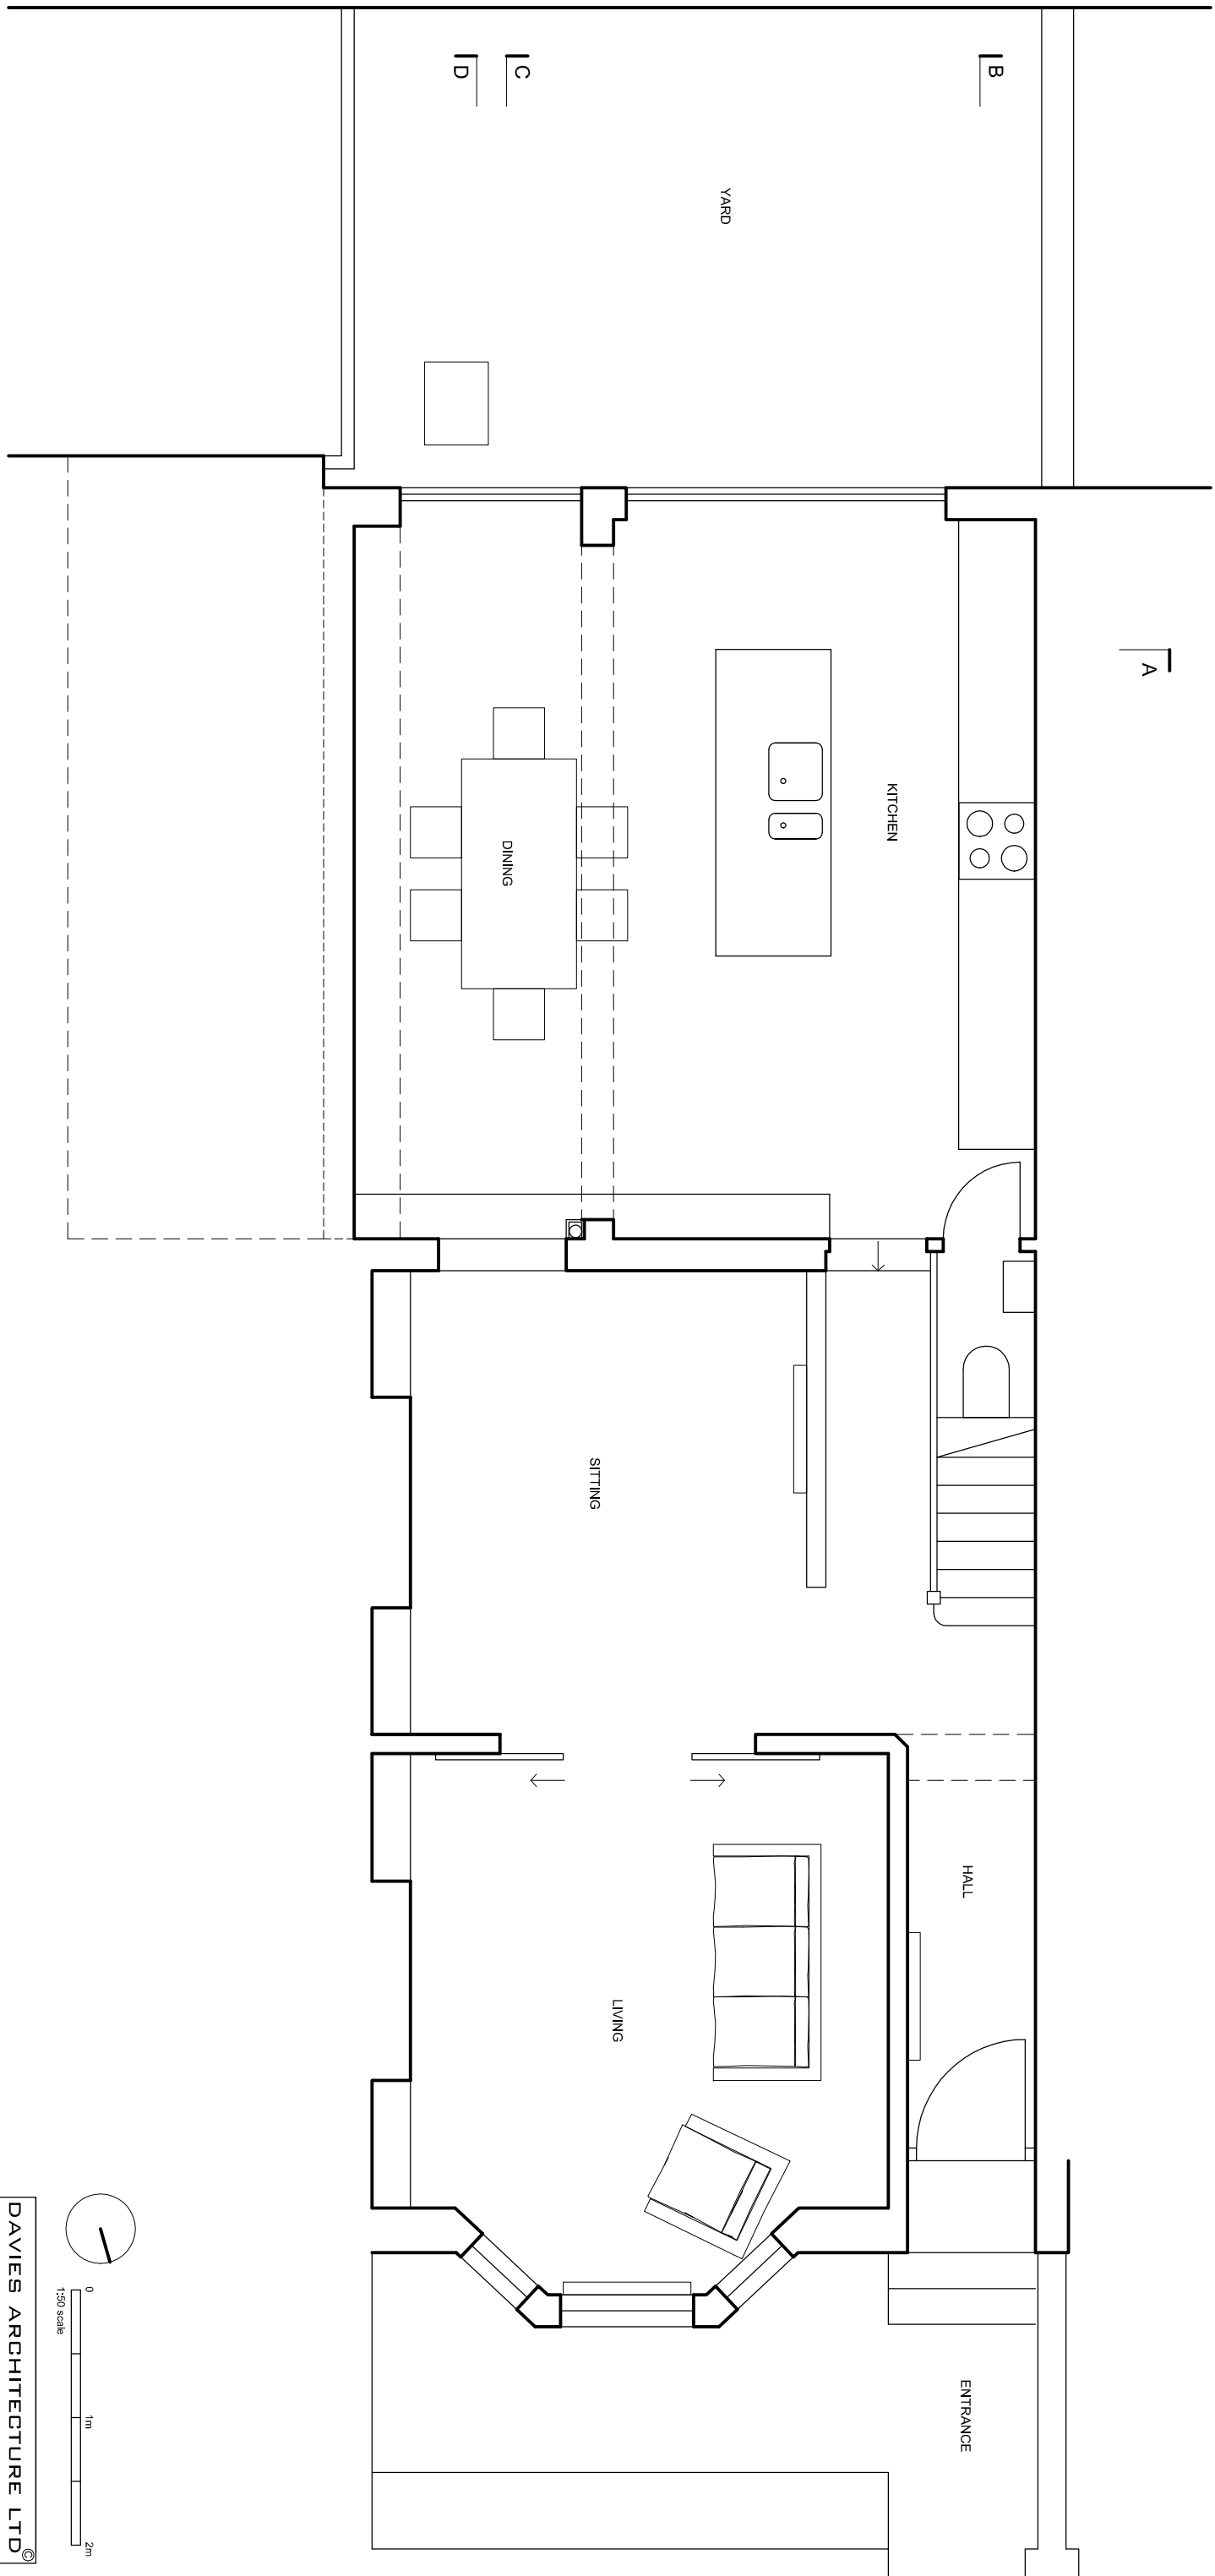 A
B
C
D
YARD
KITCHEN
DINING
SITTING
HALL
LIVING
ENTRANCE
0 1m 2m
1:50 scale
DAVIES ARCHITECTURE LTD©